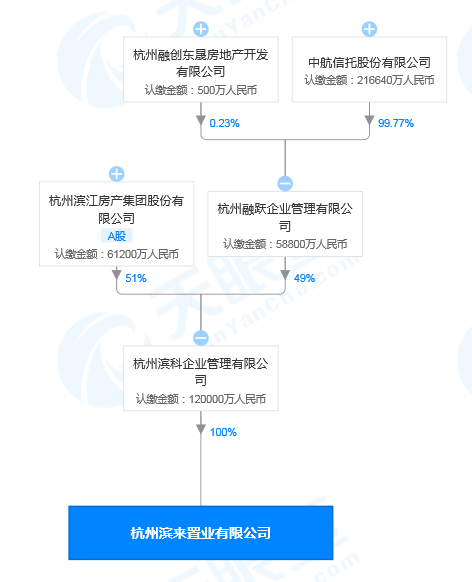 杭州融创东晟房地产开发
有限公司
认缴金额：500万人民币
中航信托股份有限公司
认缴金额：216640万人民币
0.23%
99.77%
杭州滨江房产集团股份有
限公司
A股
认缴金额：61200万人民币
杭州融跃企业管理有限公
司
认缴金额：58800万人民币
51%
49%
杭州滨科企业管理有限公
司
认缴金额：120000万人民币
100%
杭州滨来置业有限公司